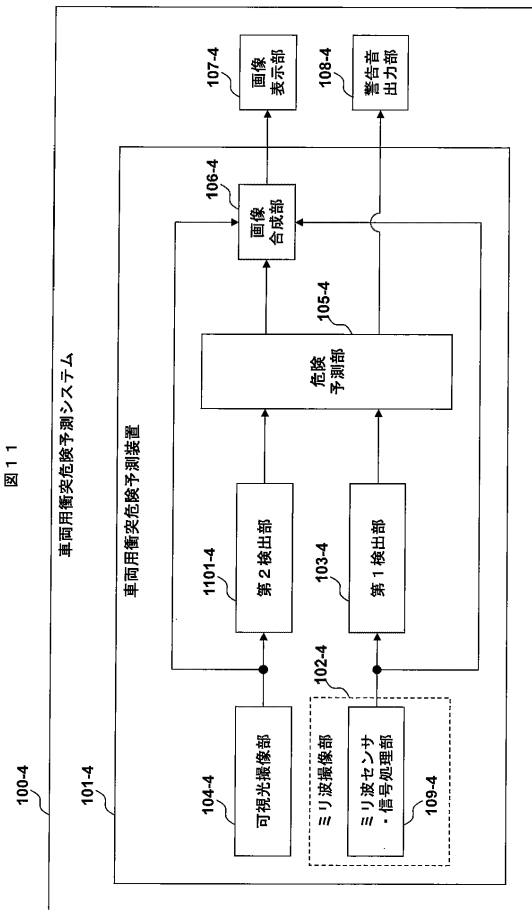 図11
100-4
車両用衝突危険予測システム
101-4
車両用衝突危険予測装置
104-4
可視光撮像部
1101-4
第2検出部
102-4
ミリ波撮像部
ミリ波センサ
・信号処理部
109-4
103-4
第1検出部
105-4
危険
予測部
106-4
画像
合成部
107-4
画像
表示部
108-4
警告音
出力部